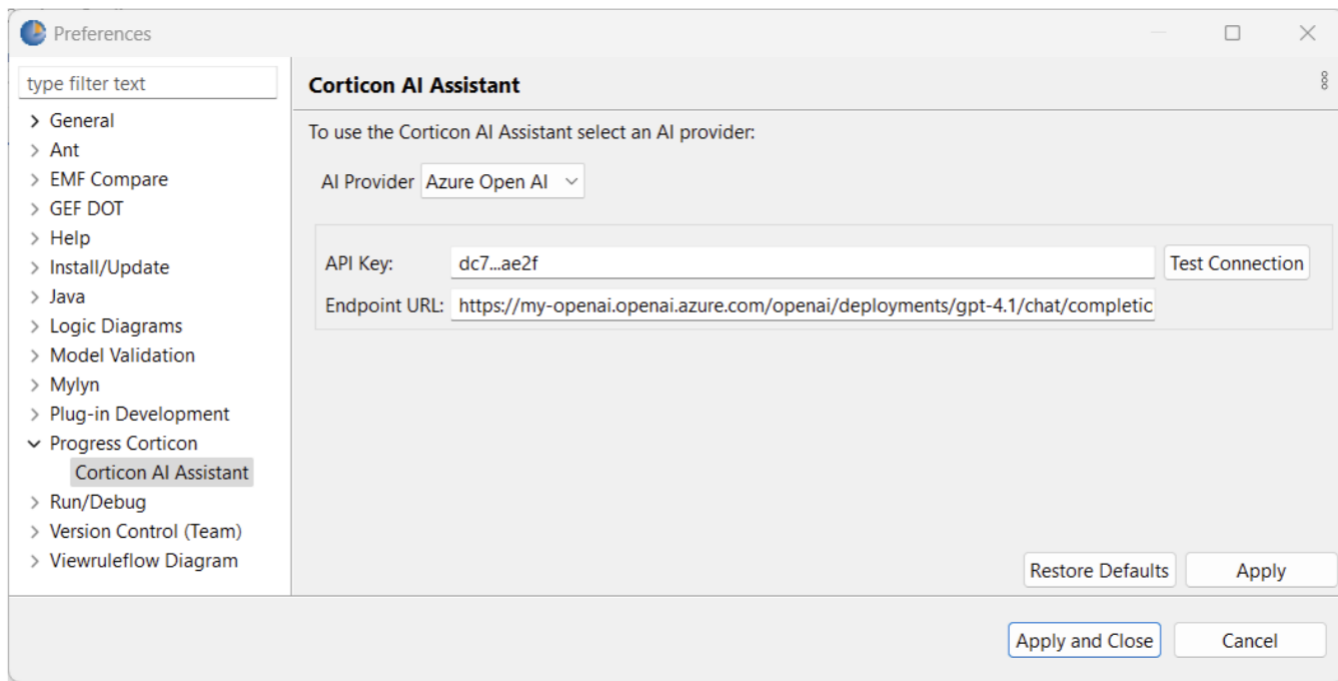 Preferences
type filter text
General
Ant
EMF Compare
GEF DOT
Help
Install/Update
Java
Logic Diagrams
Model Validation
Mylyn
Plug-in Development
Progress Corticon
Corticon AI Assistant
Run/Debug
Version Control (Team)
Viewruleflow Diagram
Corticon AI Assistant
To use the Corticon AI Assistant select an AI provider:
AI Provider Azure Open AI
API Key: dc7...ae2f Test Connection
Endpoint URL: https://my-openai.openai.azure.com/openai/deployments/gpt-4.1/chat/completic
Restore Defaults Apply
Apply and Close Cancel